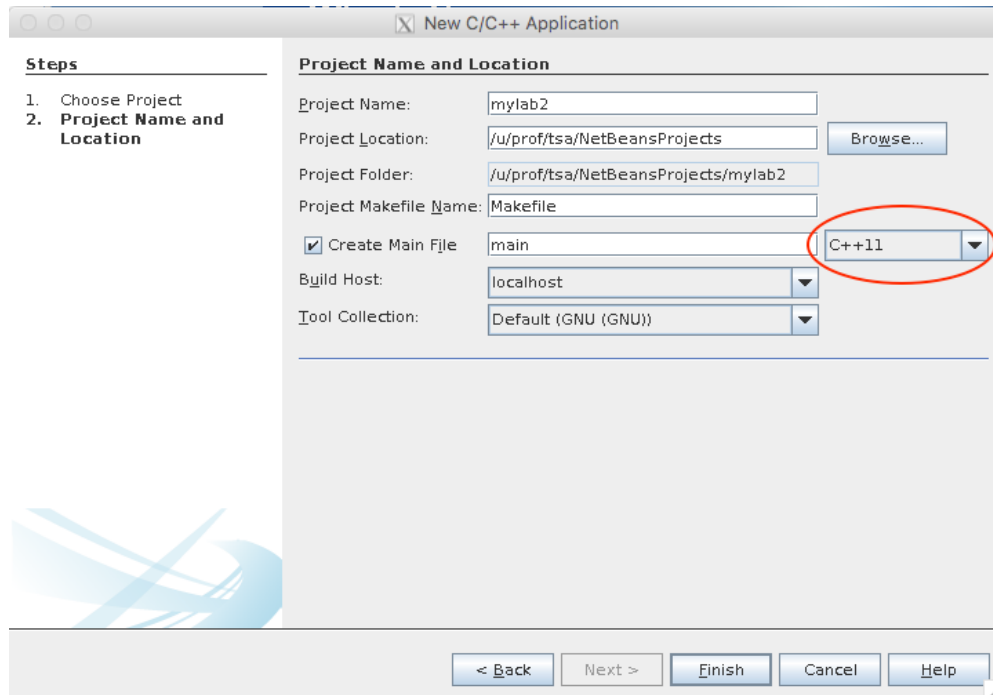 New C/C++ Application
Steps
1. Choose Project
2. Project Name and
Location
Project Name and Location
Project Name: mylab2
Project Location: /u/prof/tsa/NetBeansProjects Browse...
Project Folder: /u/prof/tsa/NetBeansProjects/mylab2
Project Makefile Name: Makefile
Create Main File main C++11
Build Host: localhost
Tool Collection: Default (GNU (GNU))
< Back Next > Finish Cancel Help